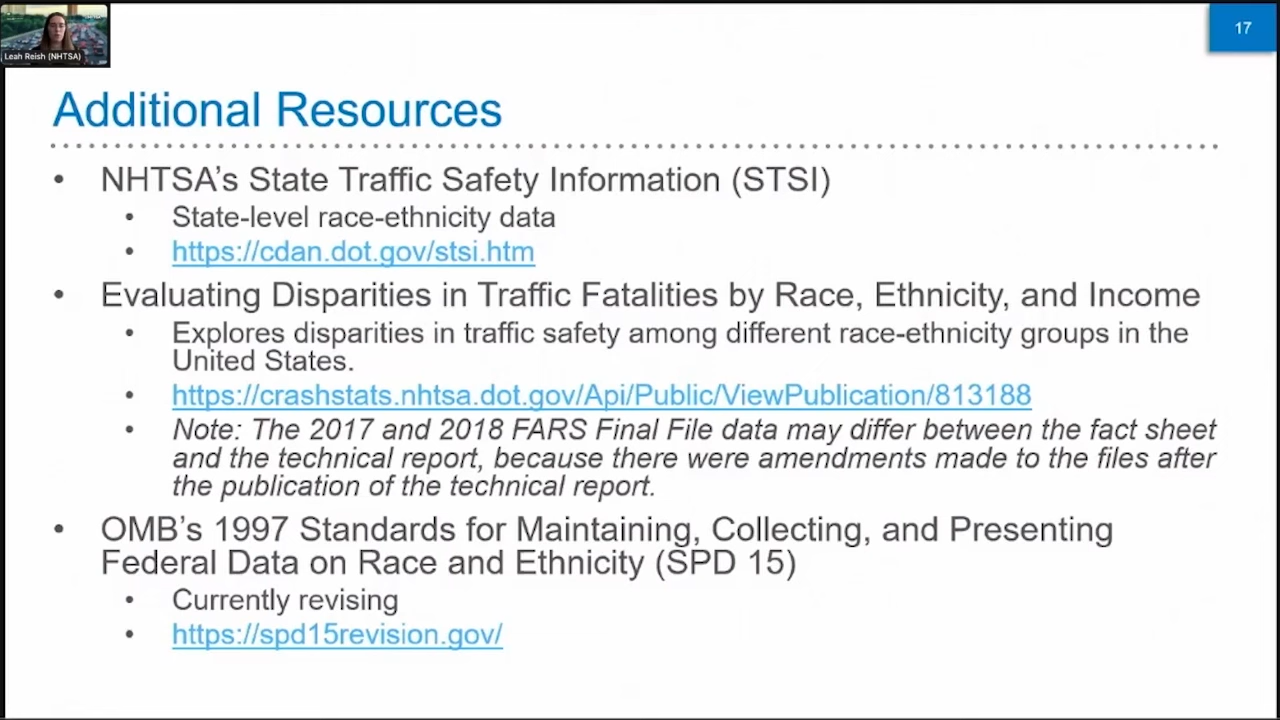 Leah Reish (NHTSA)
17
Additional Resources
• NHTSA's State Traffic Safety Information (STSI)
• State-level race-ethnicity data
• https://cdan.dot.gov/stsi.htm
• Evaluating Disparities in Traffic Fatalities by Race, Ethnicity, and Income
• Explores disparities in traffic safety among different race-ethnicity groups in the
United States.
• https://crashstats.nhtsa.dot.gov/Api/Public/ViewPublication/813188
• Note: The 2017 and 2018 FARS Final File data may differ between the fact sheet
and the technical report, because there were amendments made to the files after
the publication of the technical report.
• OMB's 1997 Standards for Maintaining, Collecting, and Presenting
Federal Data on Race and Ethnicity (SPD 15)
• Currently revising
• https://spd15revision.gov/